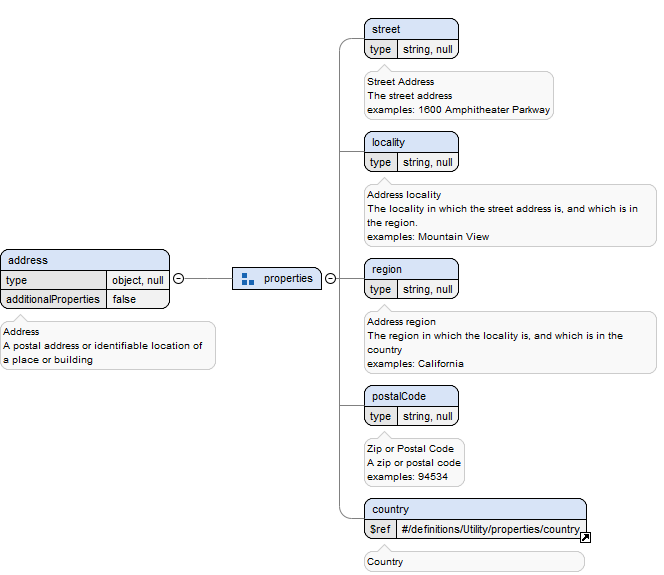 street
type string, null
Street Address
The street address
examples: 1600 Amphitheater Parkway
locality
type string, null
Address locality
The locality in which the street address is, and which is in
the region.
examples: Mountain View
address
type object, null
additionalProperties false
Address
A postal address or identifiable location of
a place or building
properties
region
type string, null
Address region
The region in which the locality is, and which is in the
country
examples: California
postalCode
type string, null
Zip or Postal Code
A zip or postal code
examples: 94534
country
$ref #/definitions/Utility/properties/country
Country